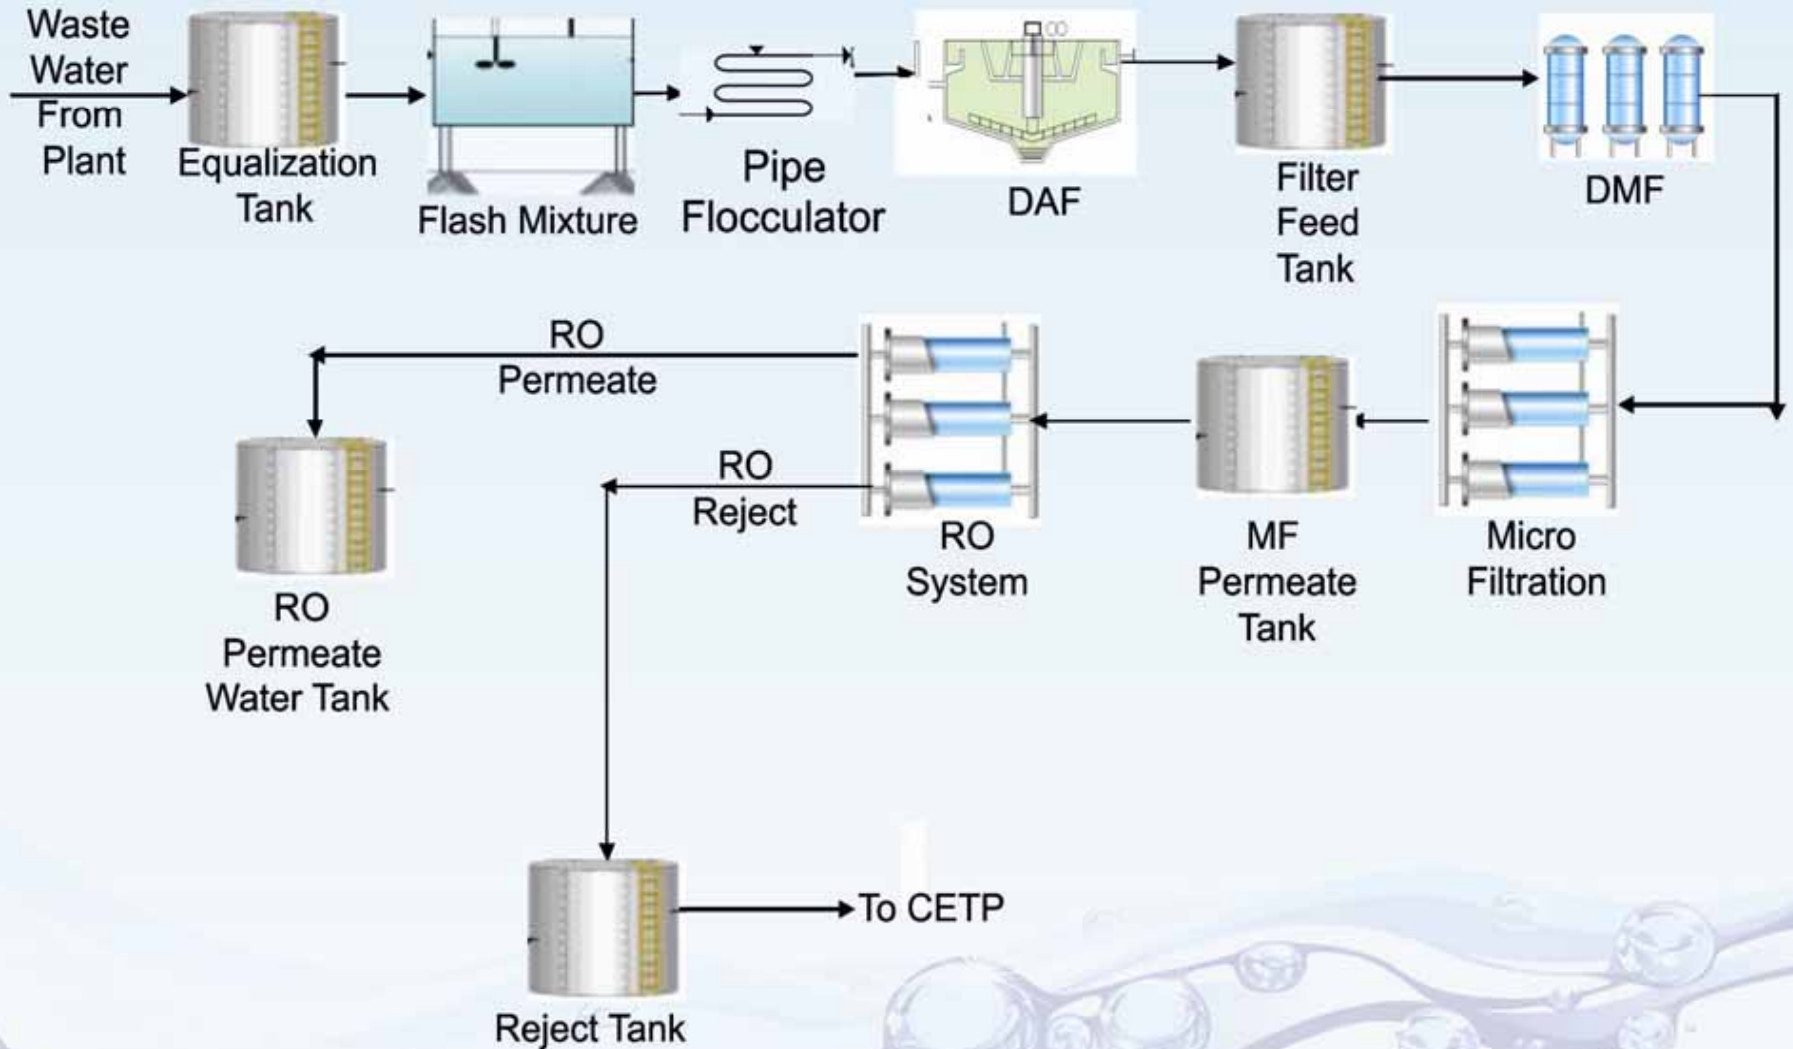 Waste
Water
From
Plant
Equalization
Tank
Flash Mixture
Pipe
Flocculator
DAF
Filter
Feed
Tank
DMF
RO
Permeate
RO
Reject
RO
System
MF
Permeate
Tank
Micro
Filtration
RO
Permeate
Water Tank
To CETP
Reject Tank